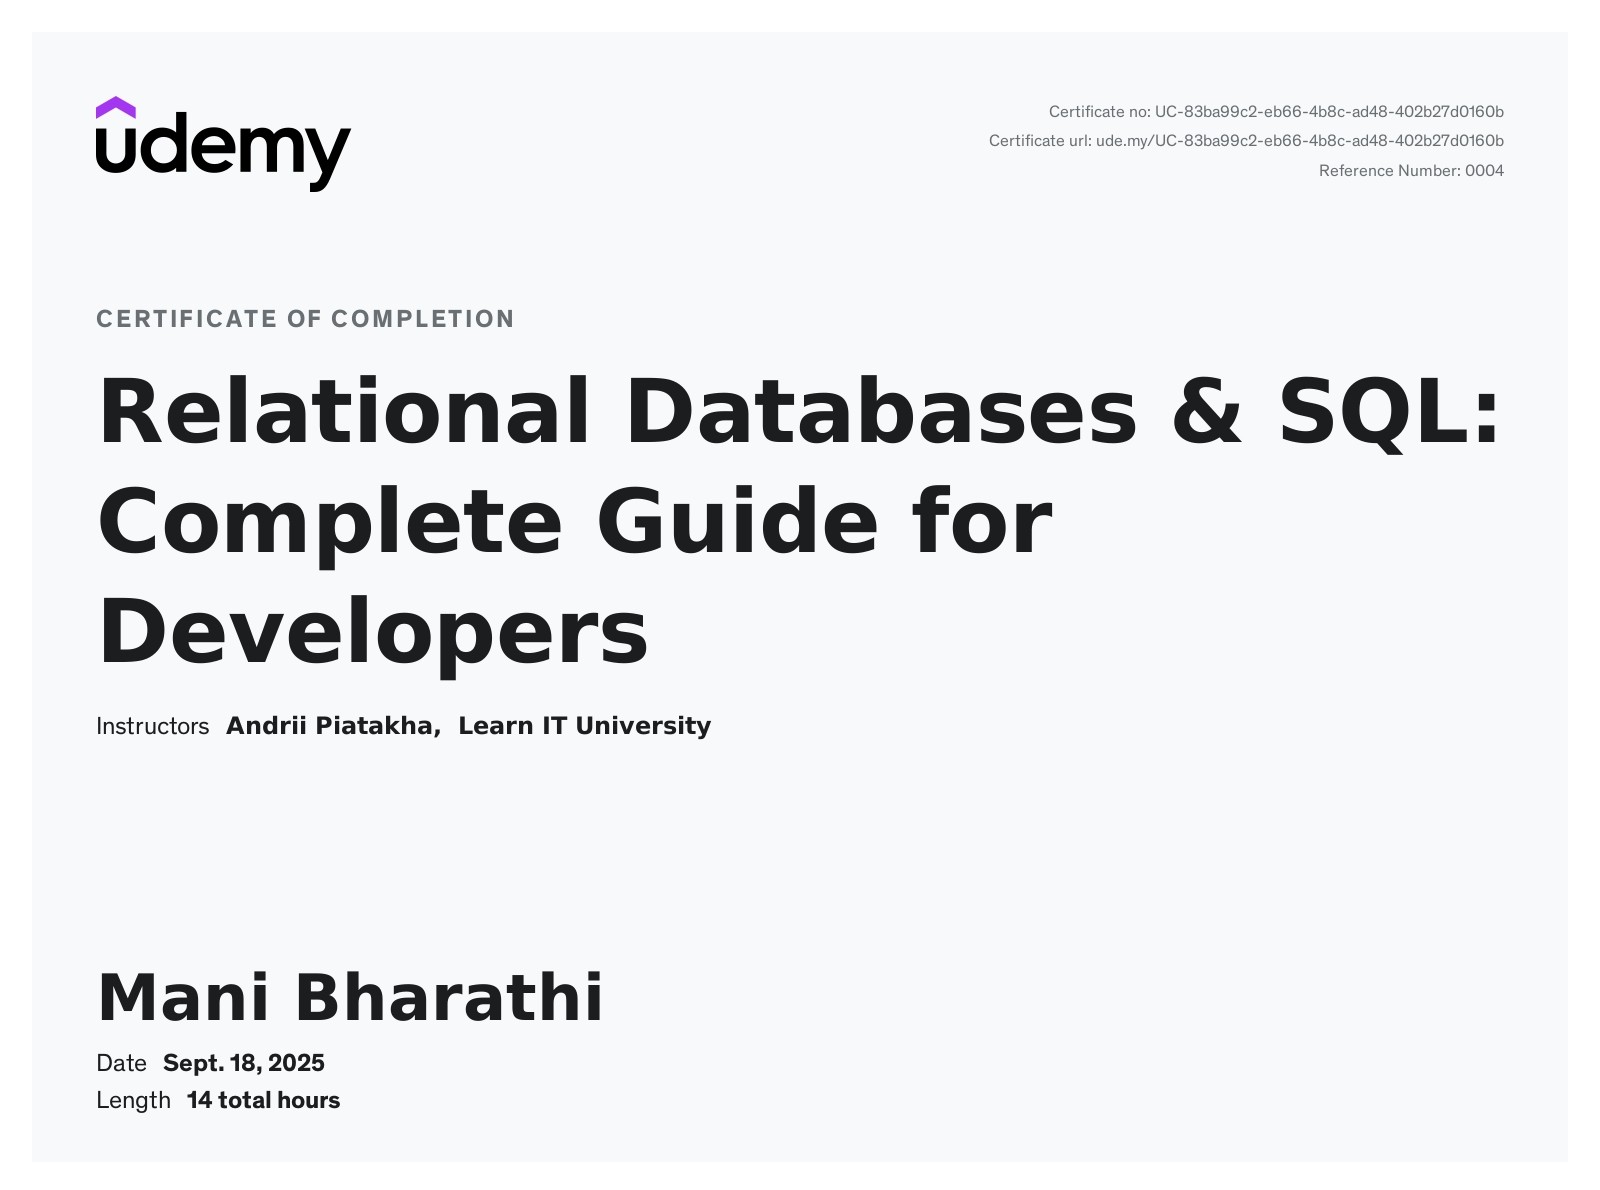 udemy
Certificate no: UC-83ba99c2-eb66-4b8c-ad48-402b27d0160b
Certificate url: ude.my/UC-83ba99c2-eb66-4b8c-ad48-402b27d0160b
Reference Number: 0004
CERTIFICATE OF COMPLETION
Relational Databases & SQL:
Complete Guide for
Developers
Instructors Andrii Piatakha, Learn IT University
Mani Bharathi
Date Sept. 18, 2025
Length 14 total hours